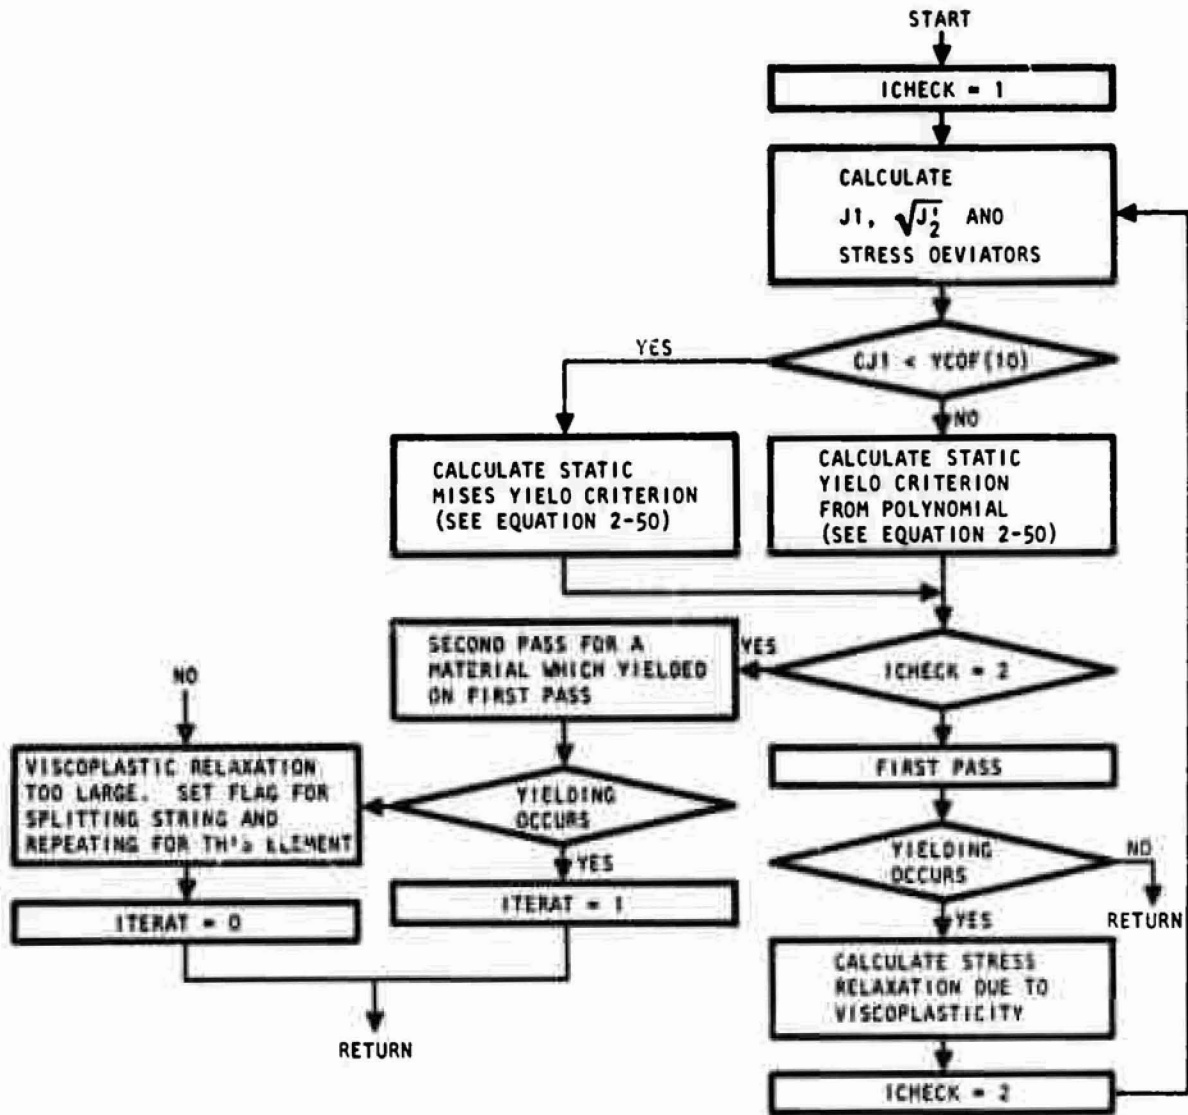 START
ICHECK = 1
CALCULATE
J1, √J₂' AND
STRESS DEVIATORS
CJ1 < YCOF(10)
YES
NO
CALCULATE STATIC
MISES YIELD CRITERION
(SEE EQUATION 2-50)
CALCULATE STATIC
YIELD CRITERION
FROM POLYNOMIAL
(SEE EQUATION 2-50)
ICHECK = 2
YES
SECOND PASS FOR A
MATERIAL WHICH YIELDED
ON FIRST PASS
NO
VISCOPLASTIC RELAXATION
TOO LARGE. SET FLAG FOR
SPLITTING STRING AND
REPEATING FOR THIS ELEMENT
YIELDING
OCCURS
YES
ITERAT = 0
ITERAT = 1
RETURN
FIRST PASS
YIELDING
OCCURS
NO
RETURN
YES
CALCULATE STRESS
RELAXATION DUE TO
VISCOPLASTICITY
ICHECK = 2